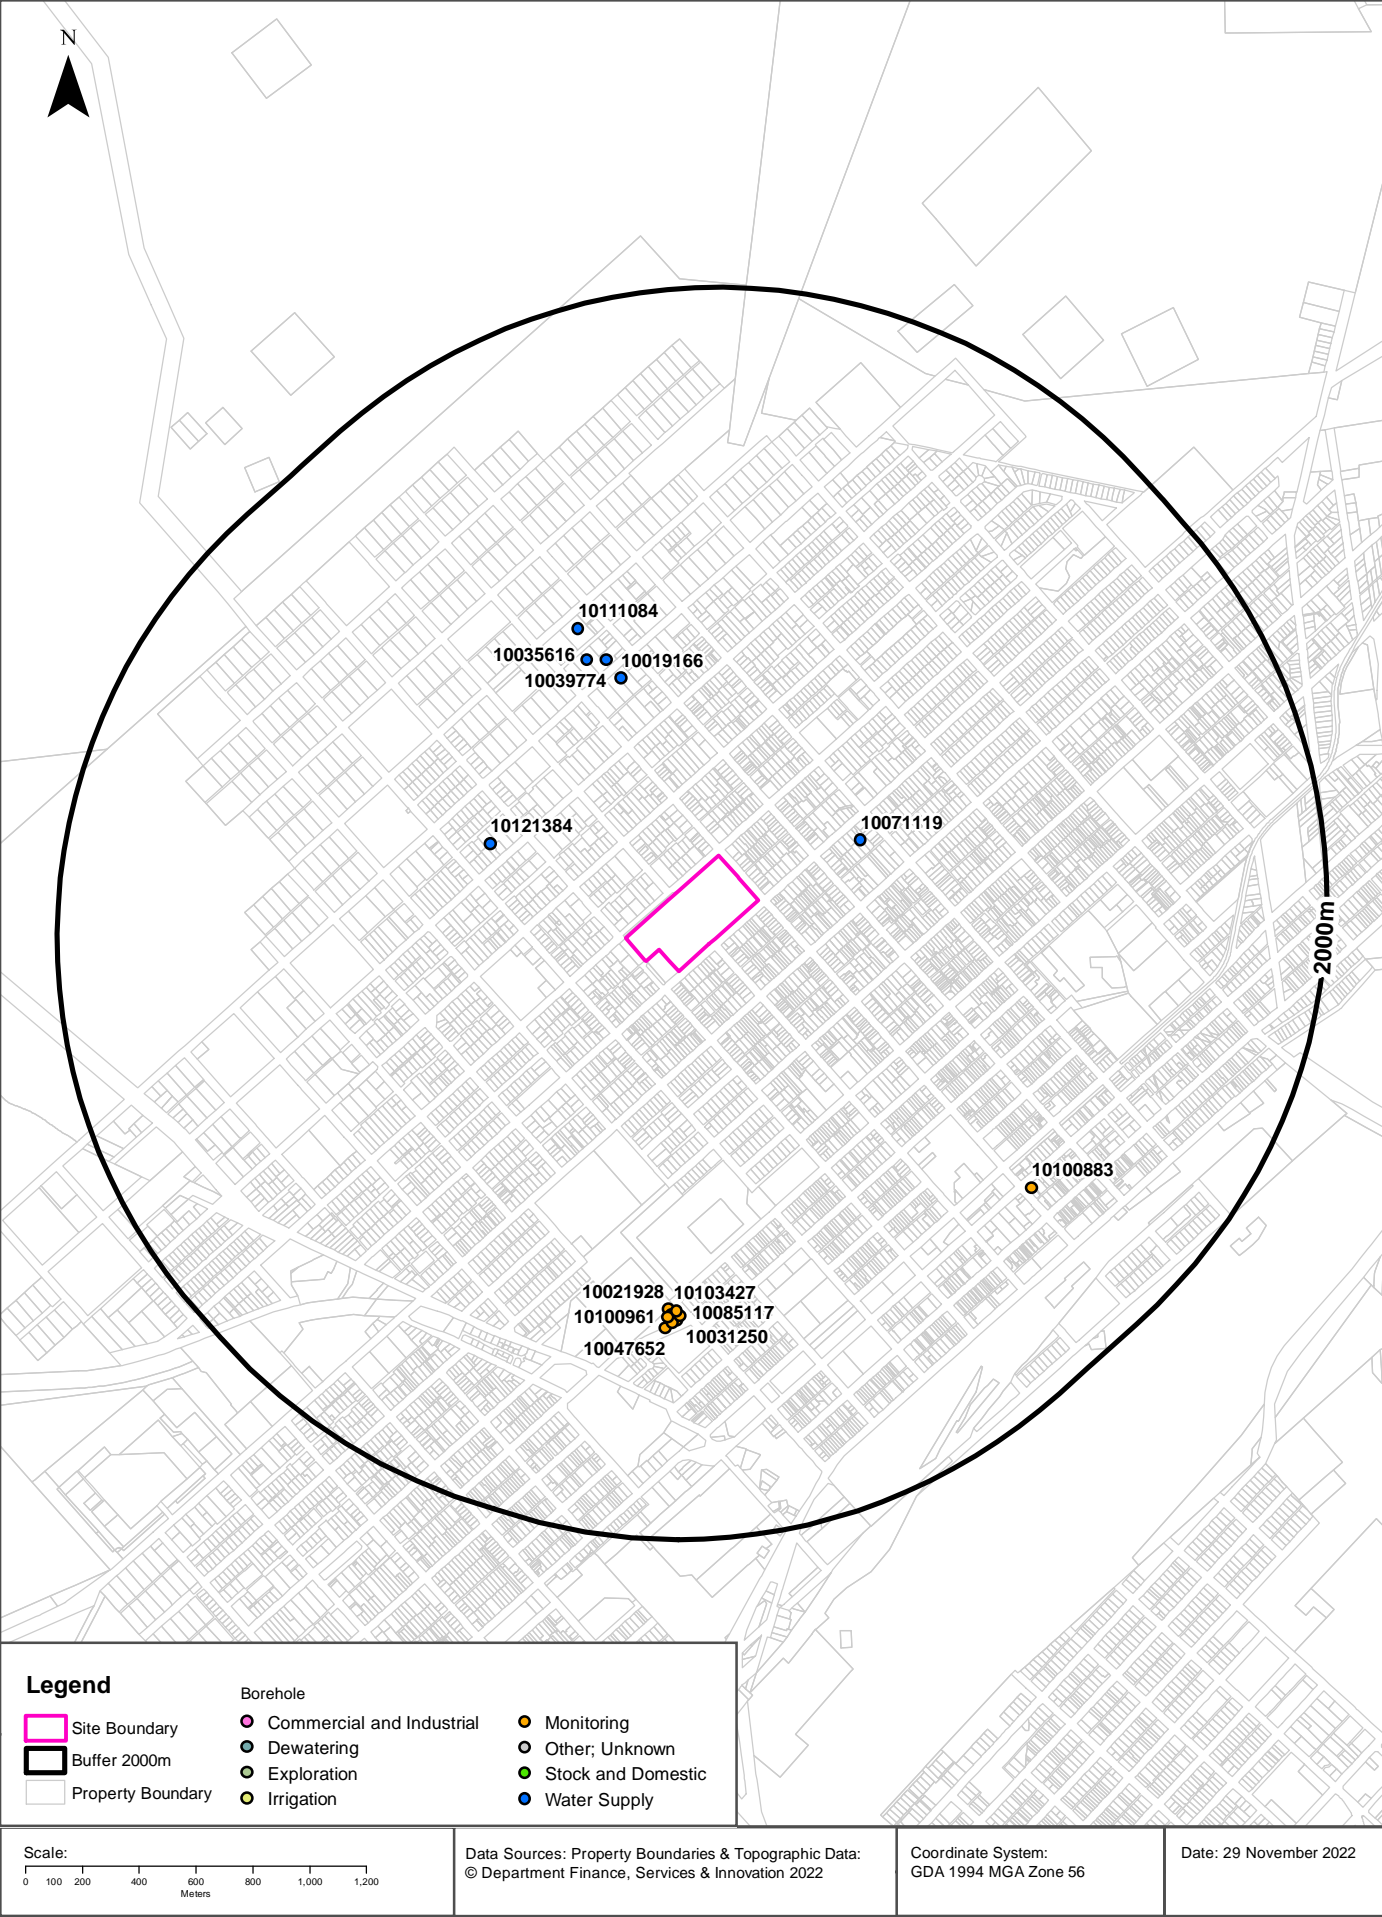 N
10111084
10035616
10019166
10039774
10121384
10071119
2000m
10100883
10021928
10103427
10100961
10085117
10031250
10047652
Legend
Site Boundary
Buffer 2000m
Property Boundary
Borehole
Commercial and Industrial
Dewatering
Exploration
Irrigation
Monitoring
Other; Unknown
Stock and Domestic
Water Supply
Scale:
0 100 200 400 600 800 1,000 1,200
Meters
Data Sources: Property Boundaries & Topographic Data:
© Department Finance, Services & Innovation 2022
Coordinate System:
GDA 1994 MGA Zone 56
Date: 29 November 2022